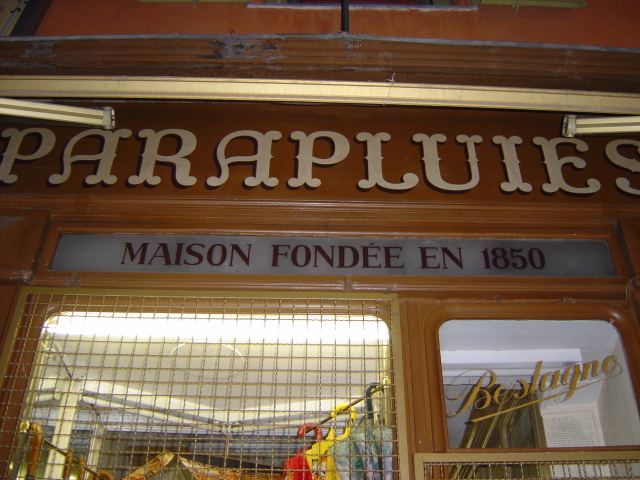 PARAPLUIES
MAISON FONDÉE EN 1850
Bestagno